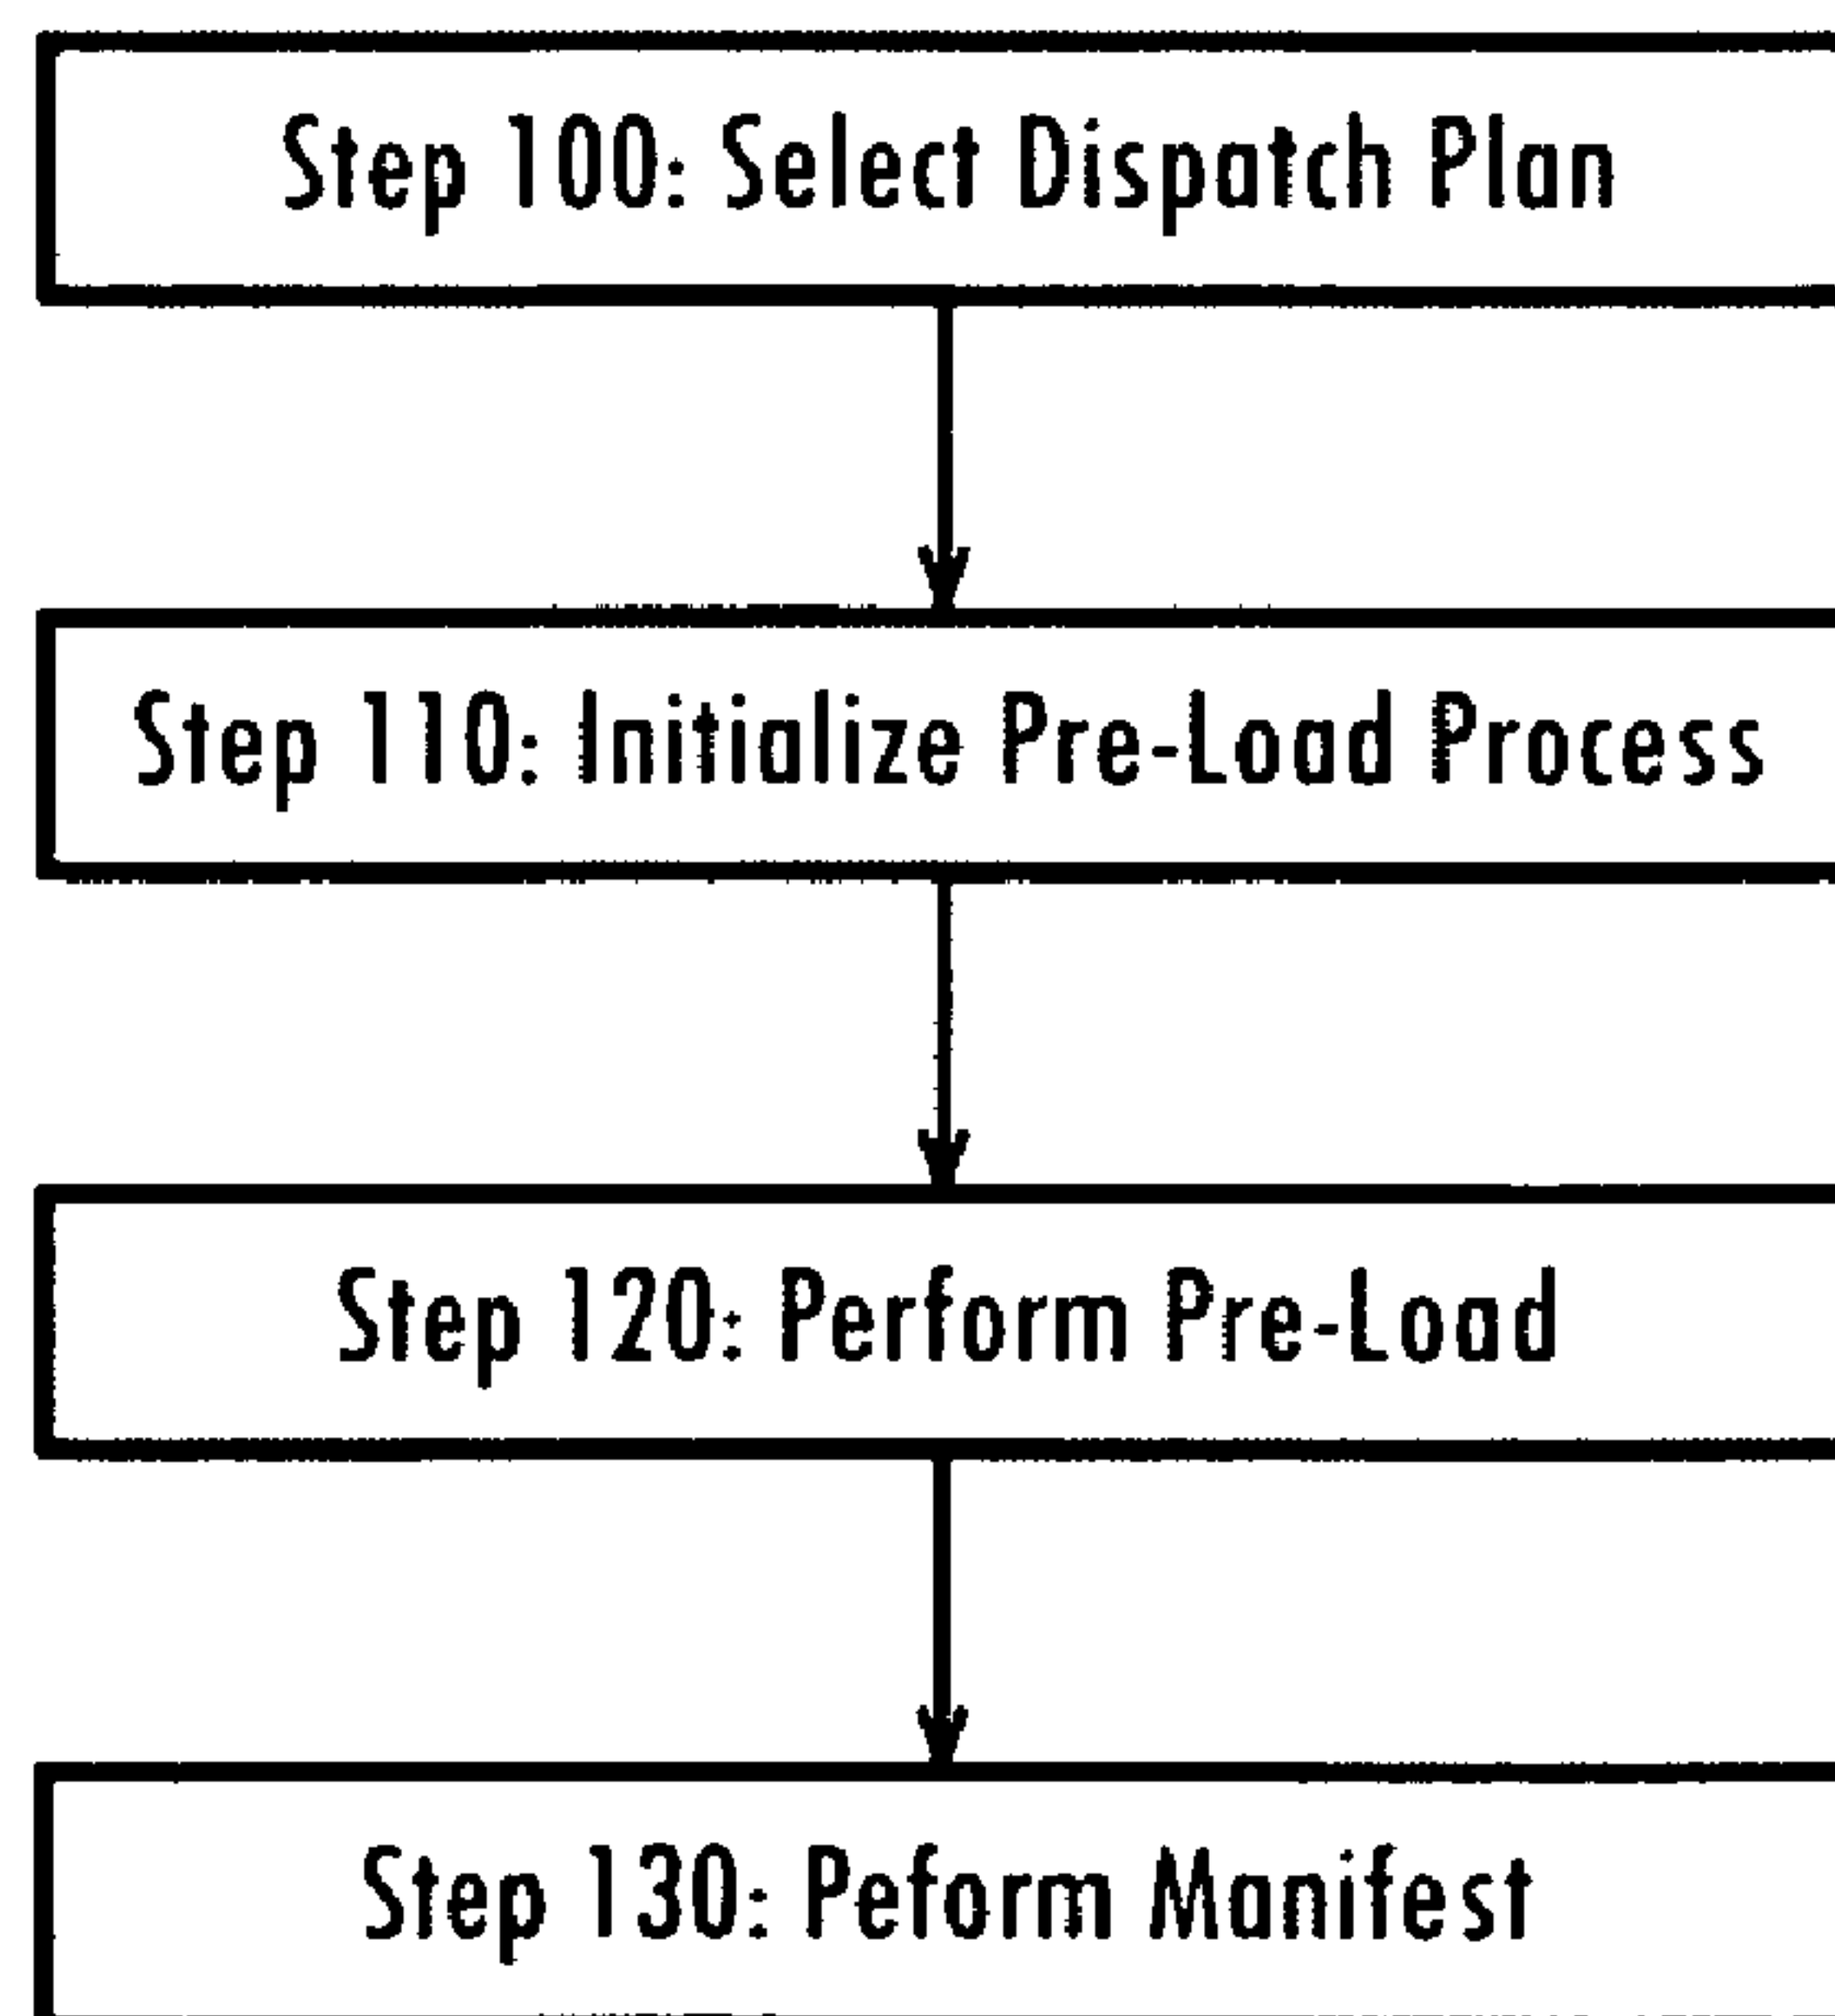 Step 100: Select Dispatch Plan
Step 110: Initialize Pre-Load Process
Step 120: Perform Pre-Load
Step 130: Peform Manifest